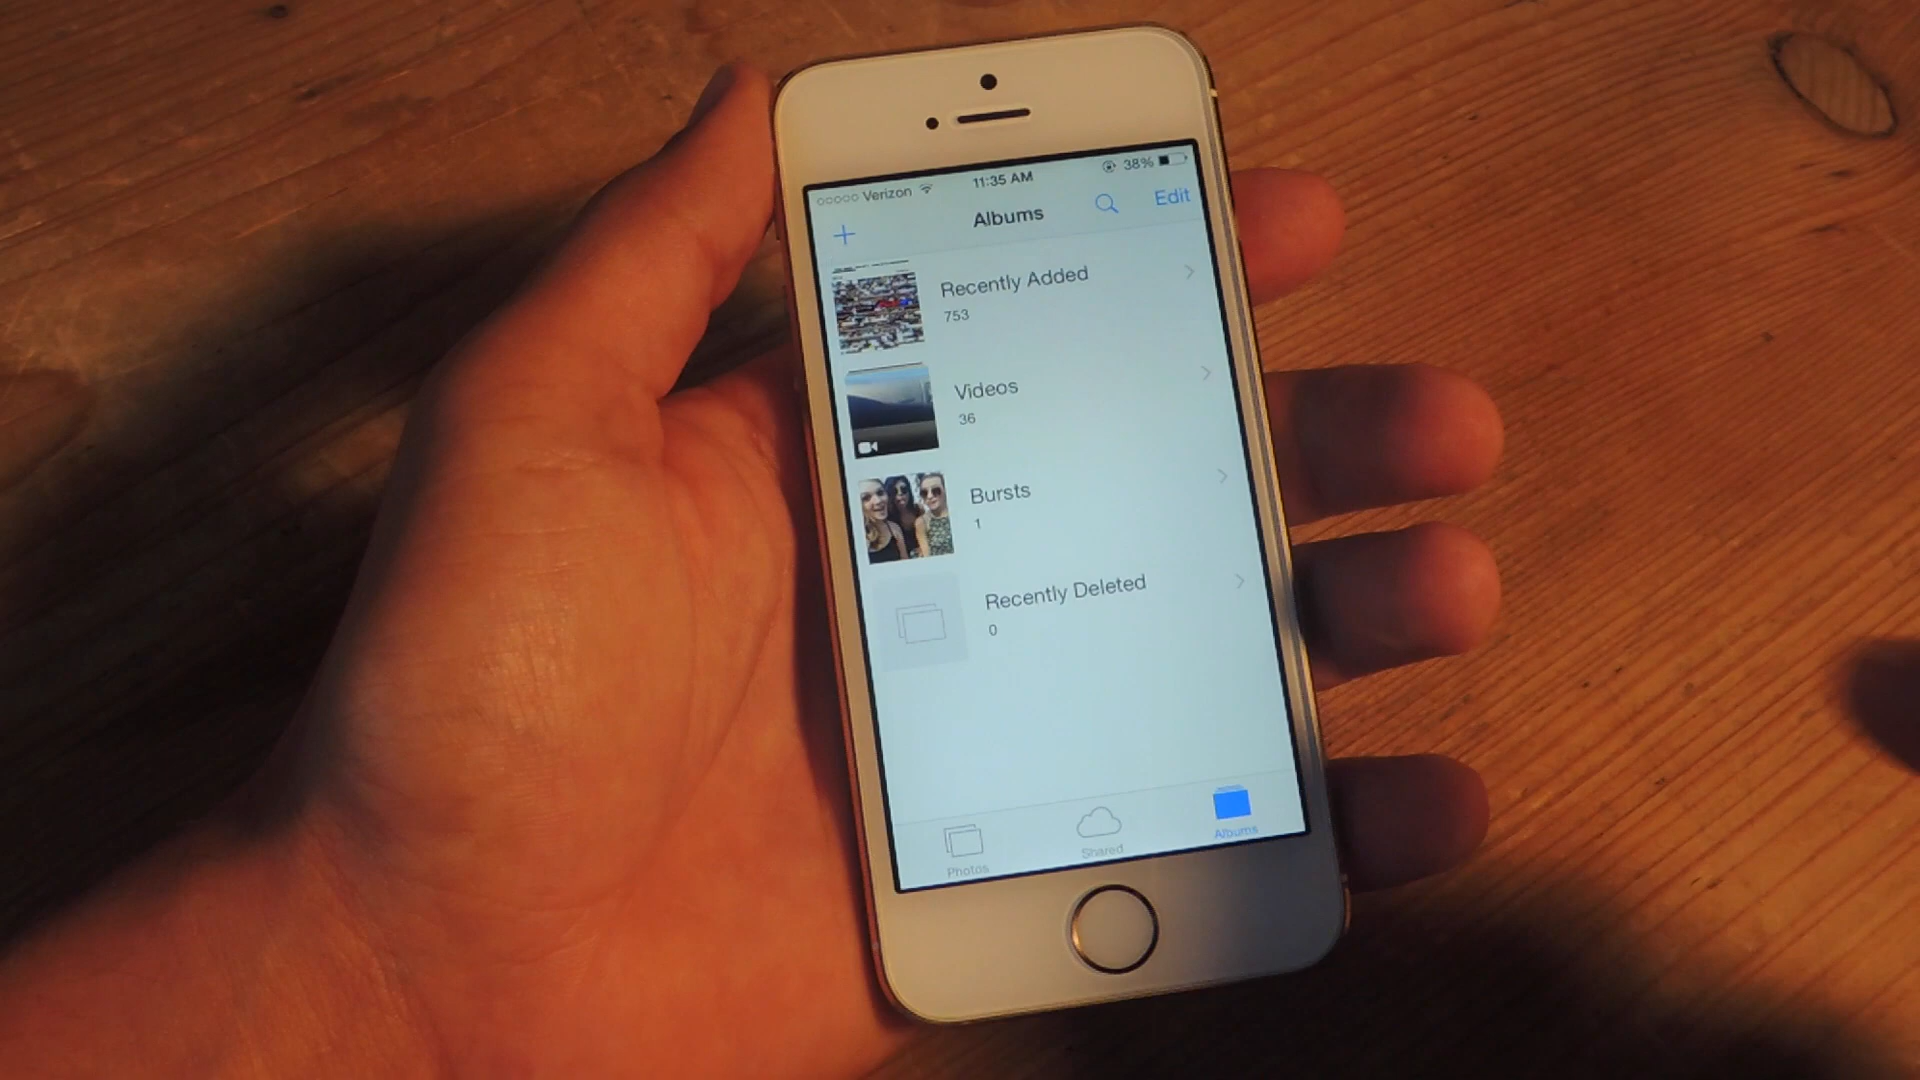 Verizon 11:35 AM 38%
+ Albums Edit
Recently Added
753
Videos
36
Bursts
1
Recently Deleted
0
Photos Shared Albums